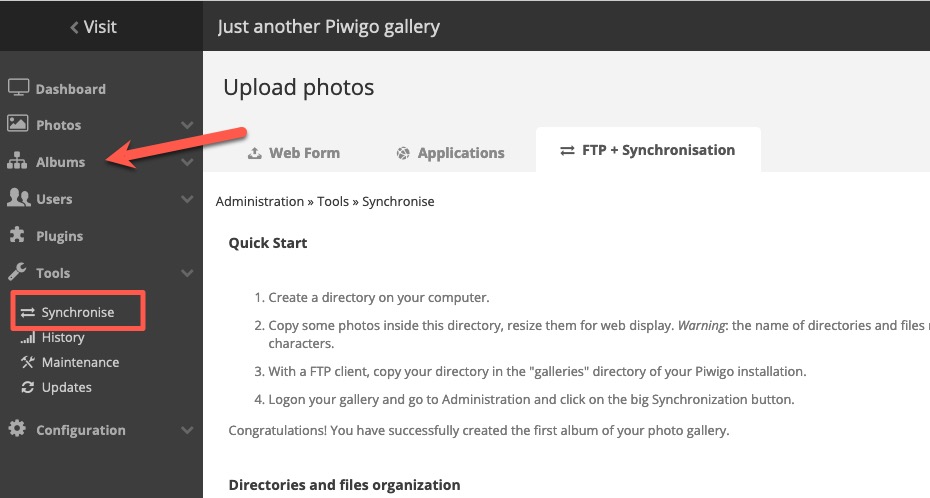 Visit
Just another Piwigo gallery
Dashboard
Photos
Albums
Users
Plugins
Tools
Synchronise
History
Maintenance
Updates
Configuration
Upload photos
Web Form
Applications
FTP + Synchronisation
Administration » Tools » Synchronise
Quick Start
1. Create a directory on your computer.
2. Copy some photos inside this directory, resize them for web display. Warning: the name of directories and files
characters.
3. With a FTP client, copy your directory in the "galleries" directory of your Piwigo installation.
4. Logon your gallery and go to Administration and click on the big Synchronization button.
Congratulations! You have successfully created the first album of your photo gallery.
Directories and files organization